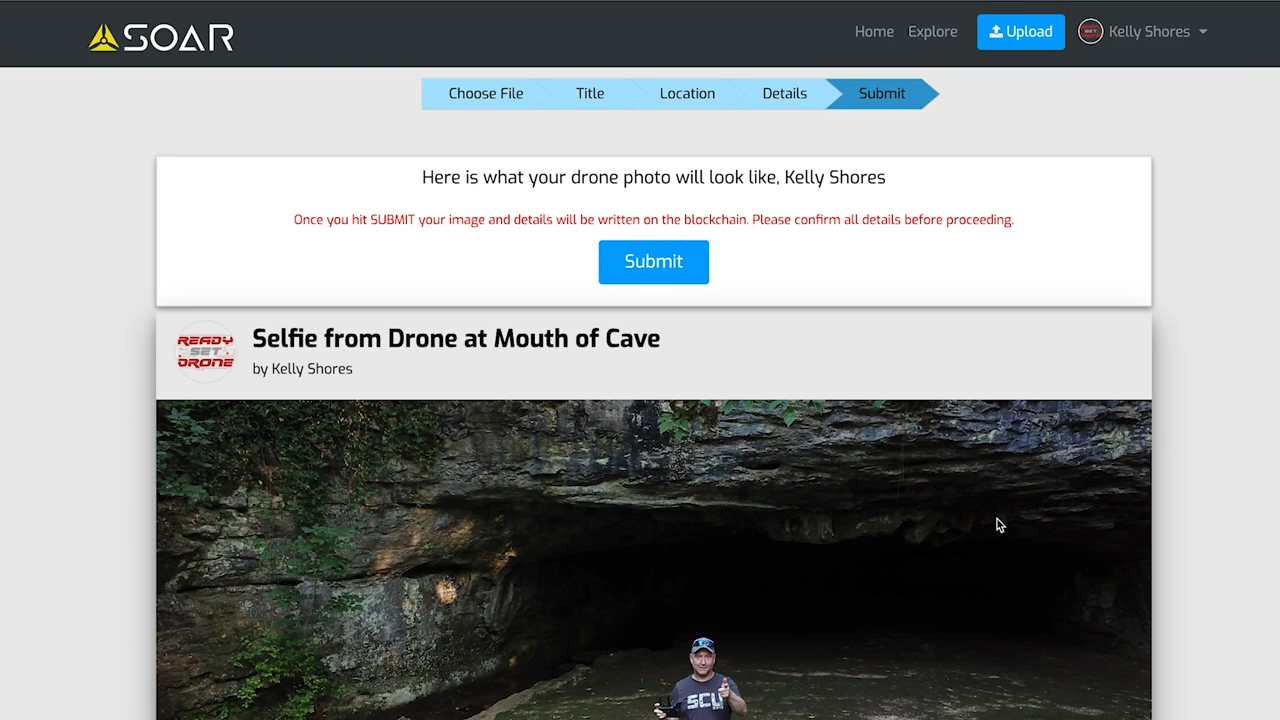 SOAR
Home Explore Upload Kelly Shores
Choose File Title Location Details Submit
Here is what your drone photo will look like, Kelly Shores
Once you hit SUBMIT your image and details will be written on the blockchain. Please confirm all details before proceeding.
Submit
READY
SET
DRONE
Selfie from Drone at Mouth of Cave
by Kelly Shores
SCU